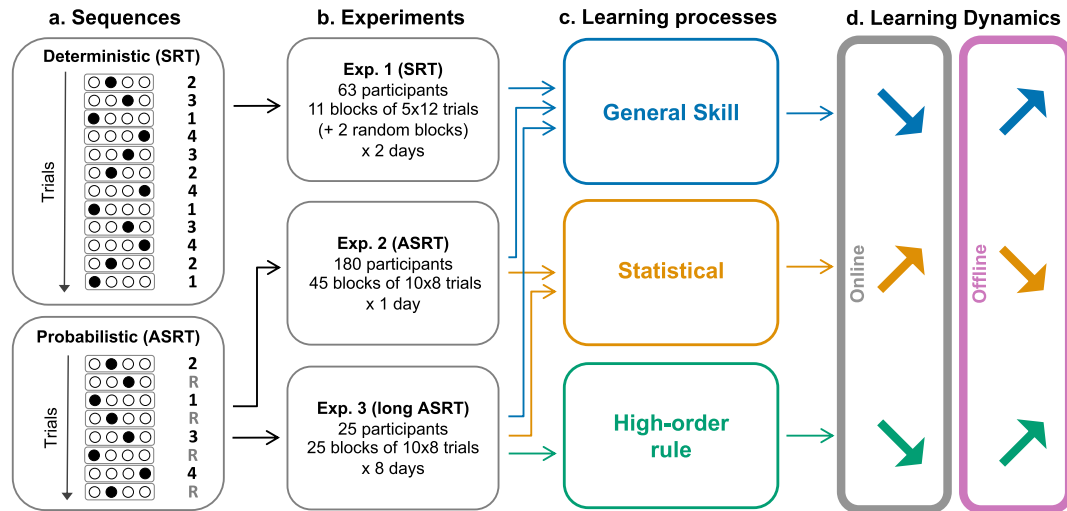 a. Sequences
Deterministic (SRT)
Trials
2
3
1
4
3
2
4
1
3
4
2
1
Probabilistic (ASRT)
Trials
2
R
1
R
3
R
4
R
b. Experiments
Exp. 1 (SRT)
63 participants
11 blocks of 5x12 trials
(+ 2 random blocks)
x 2 days
Exp. 2 (ASRT)
180 participants
45 blocks of 10x8 trials
x 1 day
Exp. 3 (long ASRT)
25 participants
25 blocks of 10x8 trials
x 8 days
c. Learning processes
General Skill
Statistical
High-order
rule
d. Learning Dynamics
Online
Offline